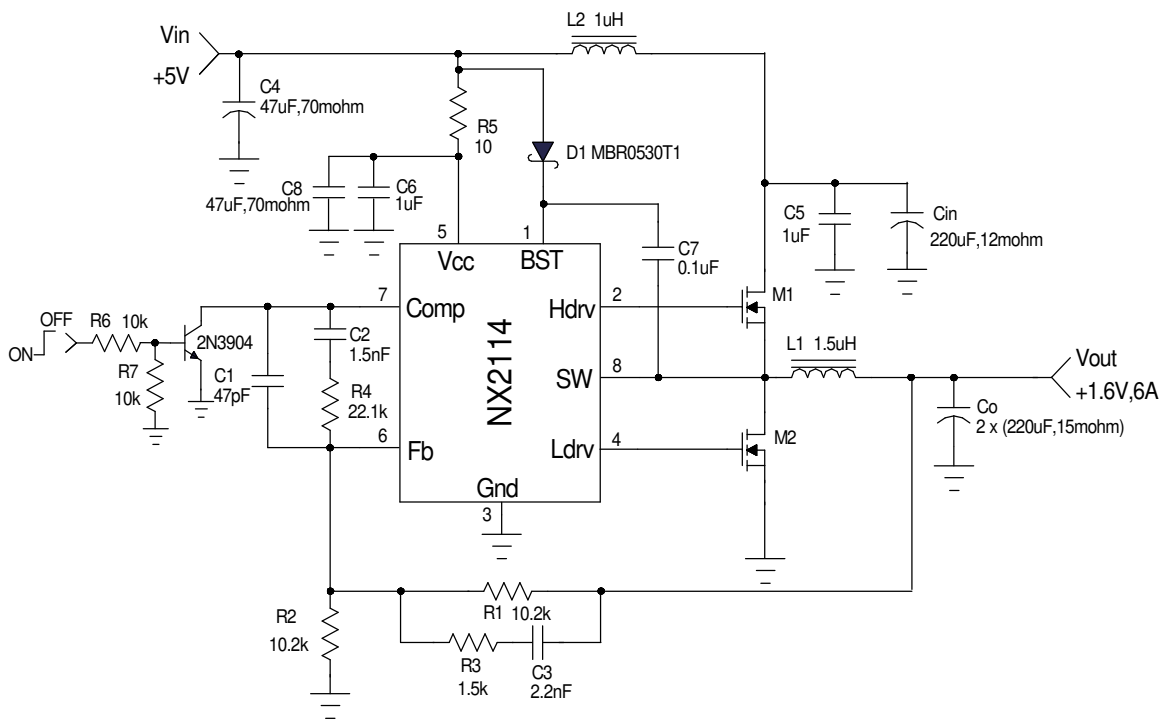 L2 1uH
Vin
+5V
C4
47uF,70mohm
R5
10
D1 MBR0530T1
C8
47uF,70mohm
C6
1uF
C5
1uF
Cin
220uF,12mohm
5
1
Vcc
BST
C7
0.1uF
7
Comp
Hdrv
2
M1
OFF
ON
R6 10k
2N3904
R7
10k
C1
47pF
C2
1.5nF
R4
22.1k
NX2114
SW
8
L1 1.5uH
Vout
+1.6V,6A
Co
2 x (220uF,15mohm)
6
Fb
Ldrv
4
M2
Gnd
3
R2
10.2k
R1 10.2k
R3
1.5k
C3
2.2nF